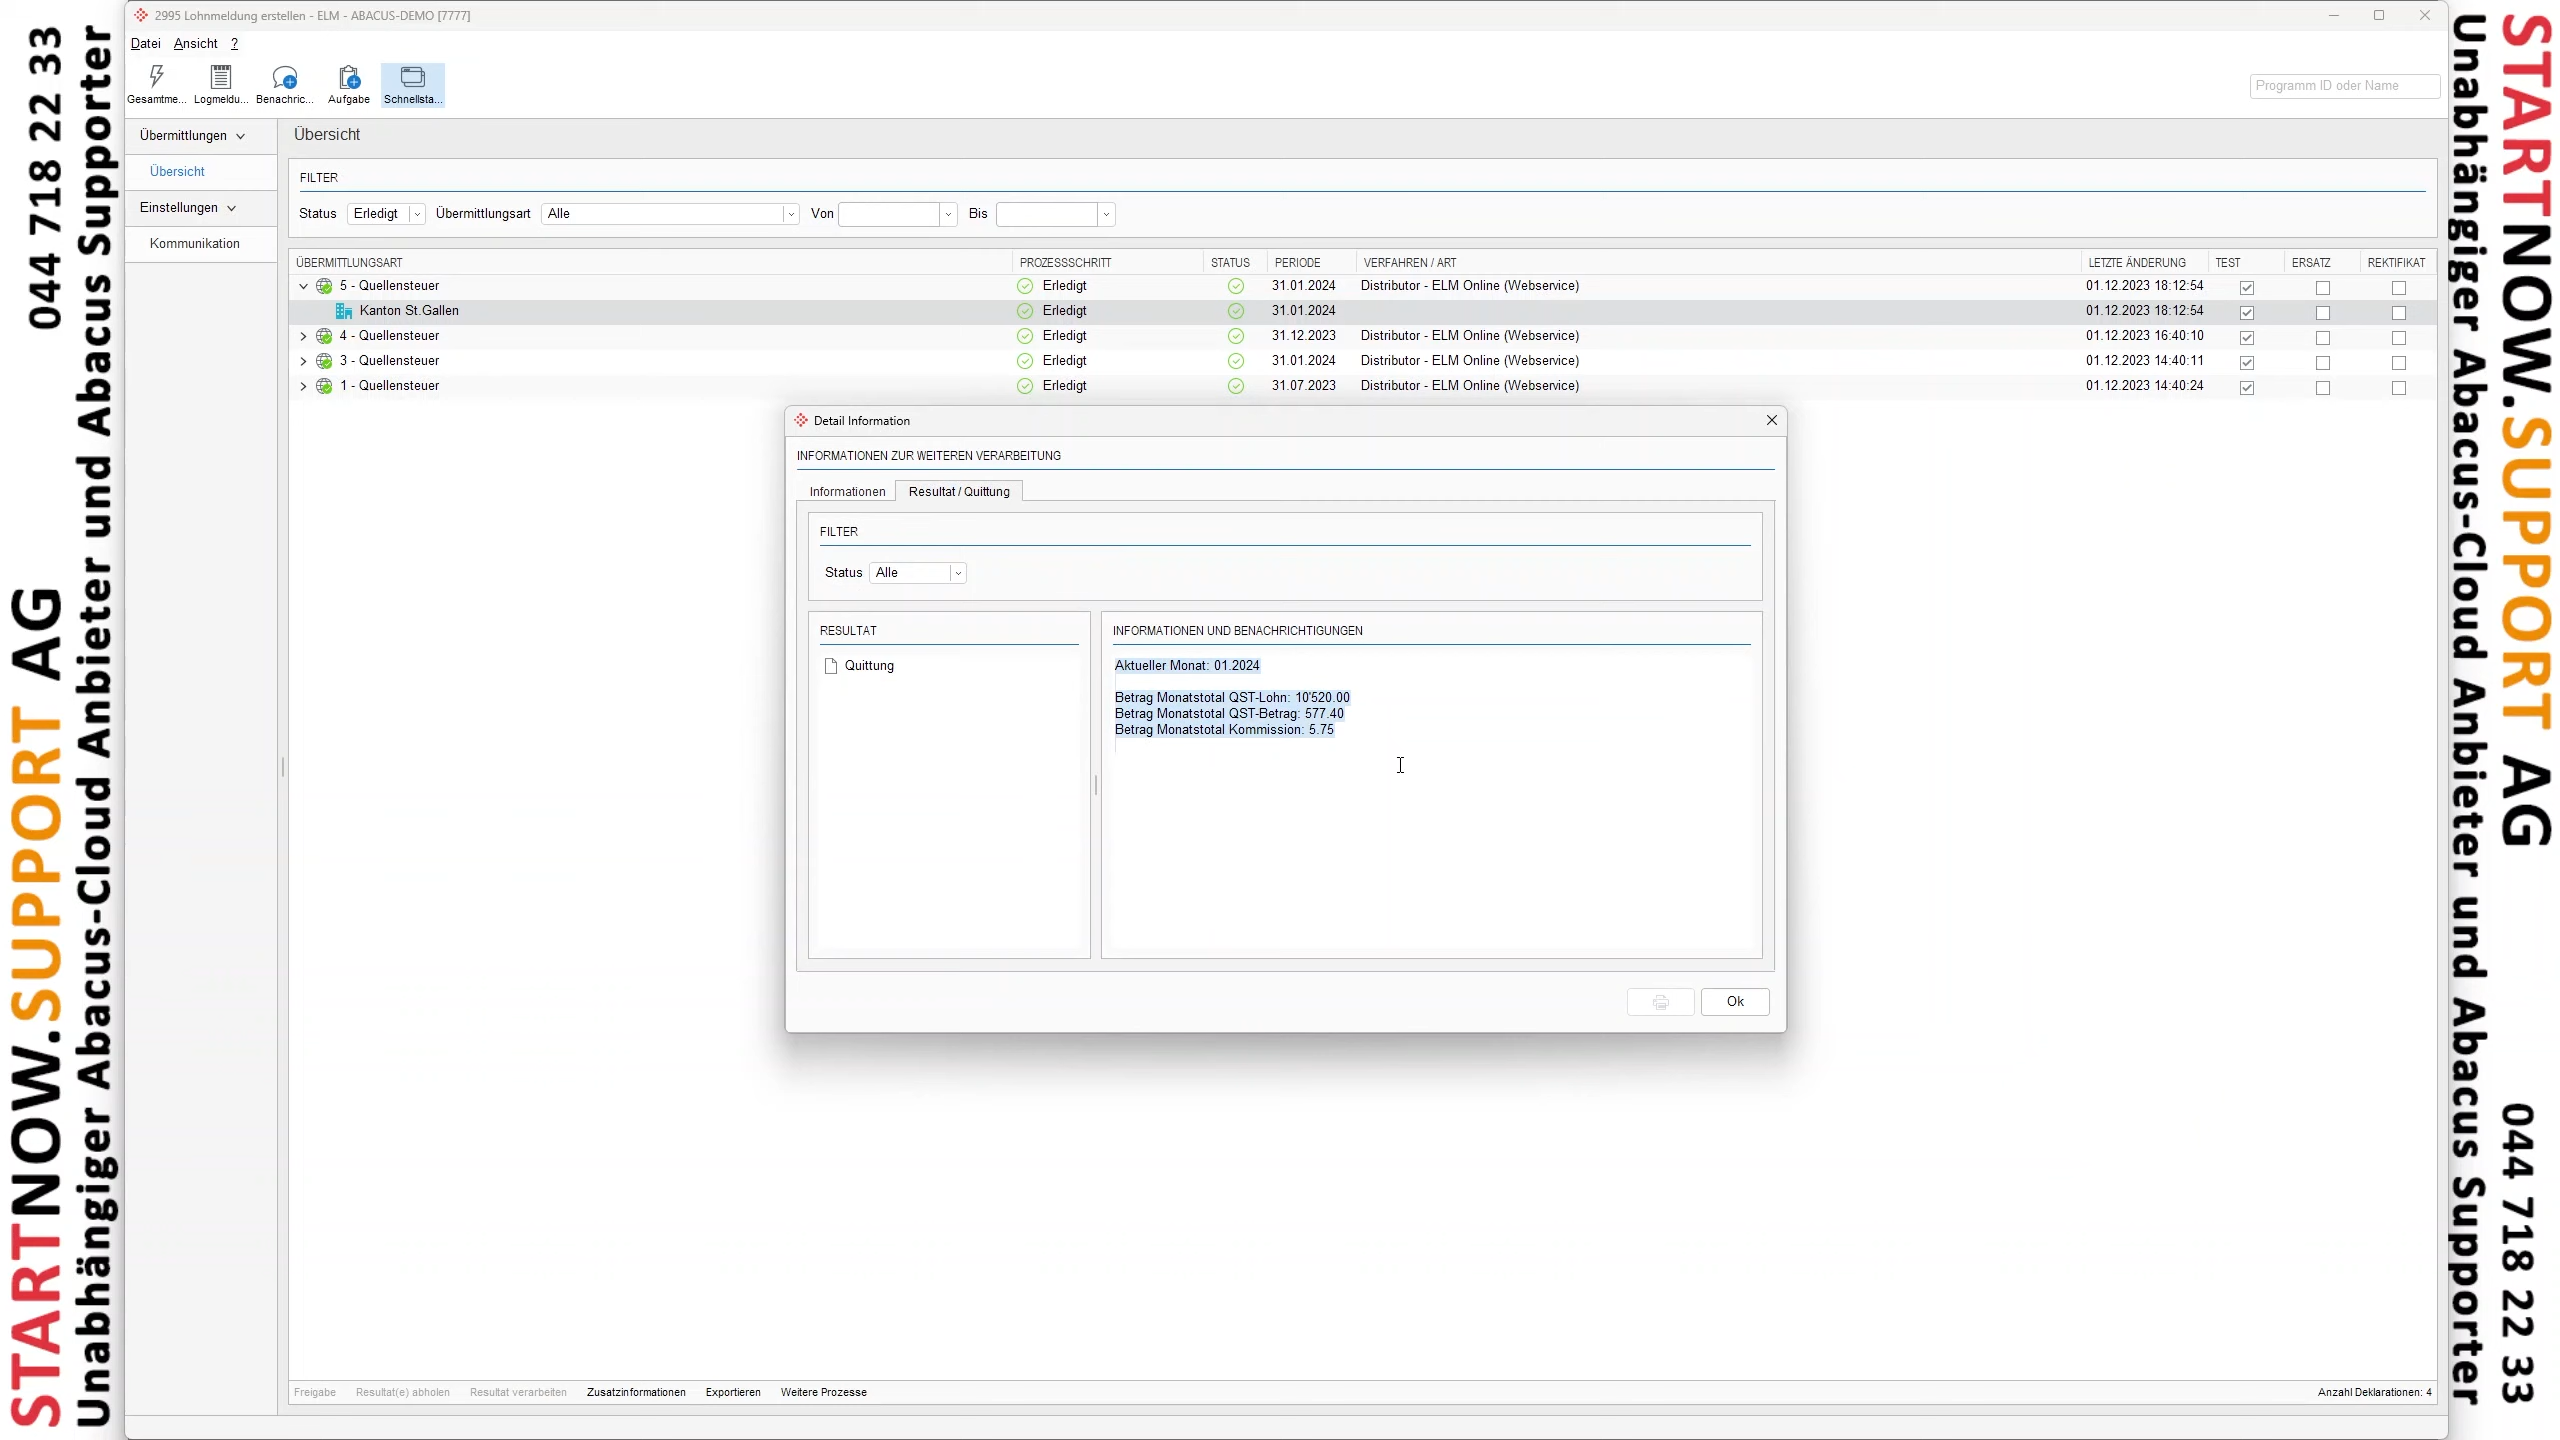 2995 Lohnmeldung erstellen - ELM - ABACUS-DEMO [7777]
Datei Ansicht ?
Gesamtme... Logmeldu... Benachric... Aufgabe Schnellsta...
Programm ID oder Name
Übermittlungen
Übersicht
Einstellungen
Kommunikation
Übersicht
FILTER
Status Erledigt Übermittlungsart Alle Von Bis
ÜBERMITTLUNGSART PROZESSSCHRITT STATUS PERIODE VERFAHREN / ART LETZTE ÄNDERUNG TEST ERSATZ REKTIFIKAT
5 - Quellensteuer Erledigt 31.01.2024 Distributor - ELM Online (Webservice) 01.12.2023 18:12:54
Kanton St.Gallen Erledigt 31.01.2024 01.12.2023 18:12:54
4 - Quellensteuer Erledigt 31.12.2023 Distributor - ELM Online (Webservice) 01.12.2023 16:40:10
3 - Quellensteuer Erledigt 31.01.2024 Distributor - ELM Online (Webservice) 01.12.2023 14:40:11
1 - Quellensteuer Erledigt 31.07.2023 Distributor - ELM Online (Webservice) 01.12.2023 14:40:24
Detail Information
INFORMATIONEN ZUR WEITEREN VERARBEITUNG
Informationen Resultat / Quittung
FILTER
Status Alle
RESULTAT
Quittung
INFORMATIONEN UND BENACHRICHTIGUNGEN
Aktueller Monat: 01.2024
Betrag Monatstotal QST-Lohn: 10'520.00
Betrag Monatstotal QST-Betrag: 577.40
Betrag Monatstotal Kommission: 5.75
Ok
Freigabe Resultat(e) abholen Resultat verarbeiten Zusatzinformationen Exportieren Weitere Prozesse Anzahl Deklarationen: 4
STARTNOW.SUPPORT AG 044 718 22 33
Unabhängiger Abacus-Cloud Anbieter und Abacus Supporter
STARTNOW.SUPPORT AG 044 718 22 33
Unabhängiger Abacus-Cloud Anbieter und Abacus Supporter